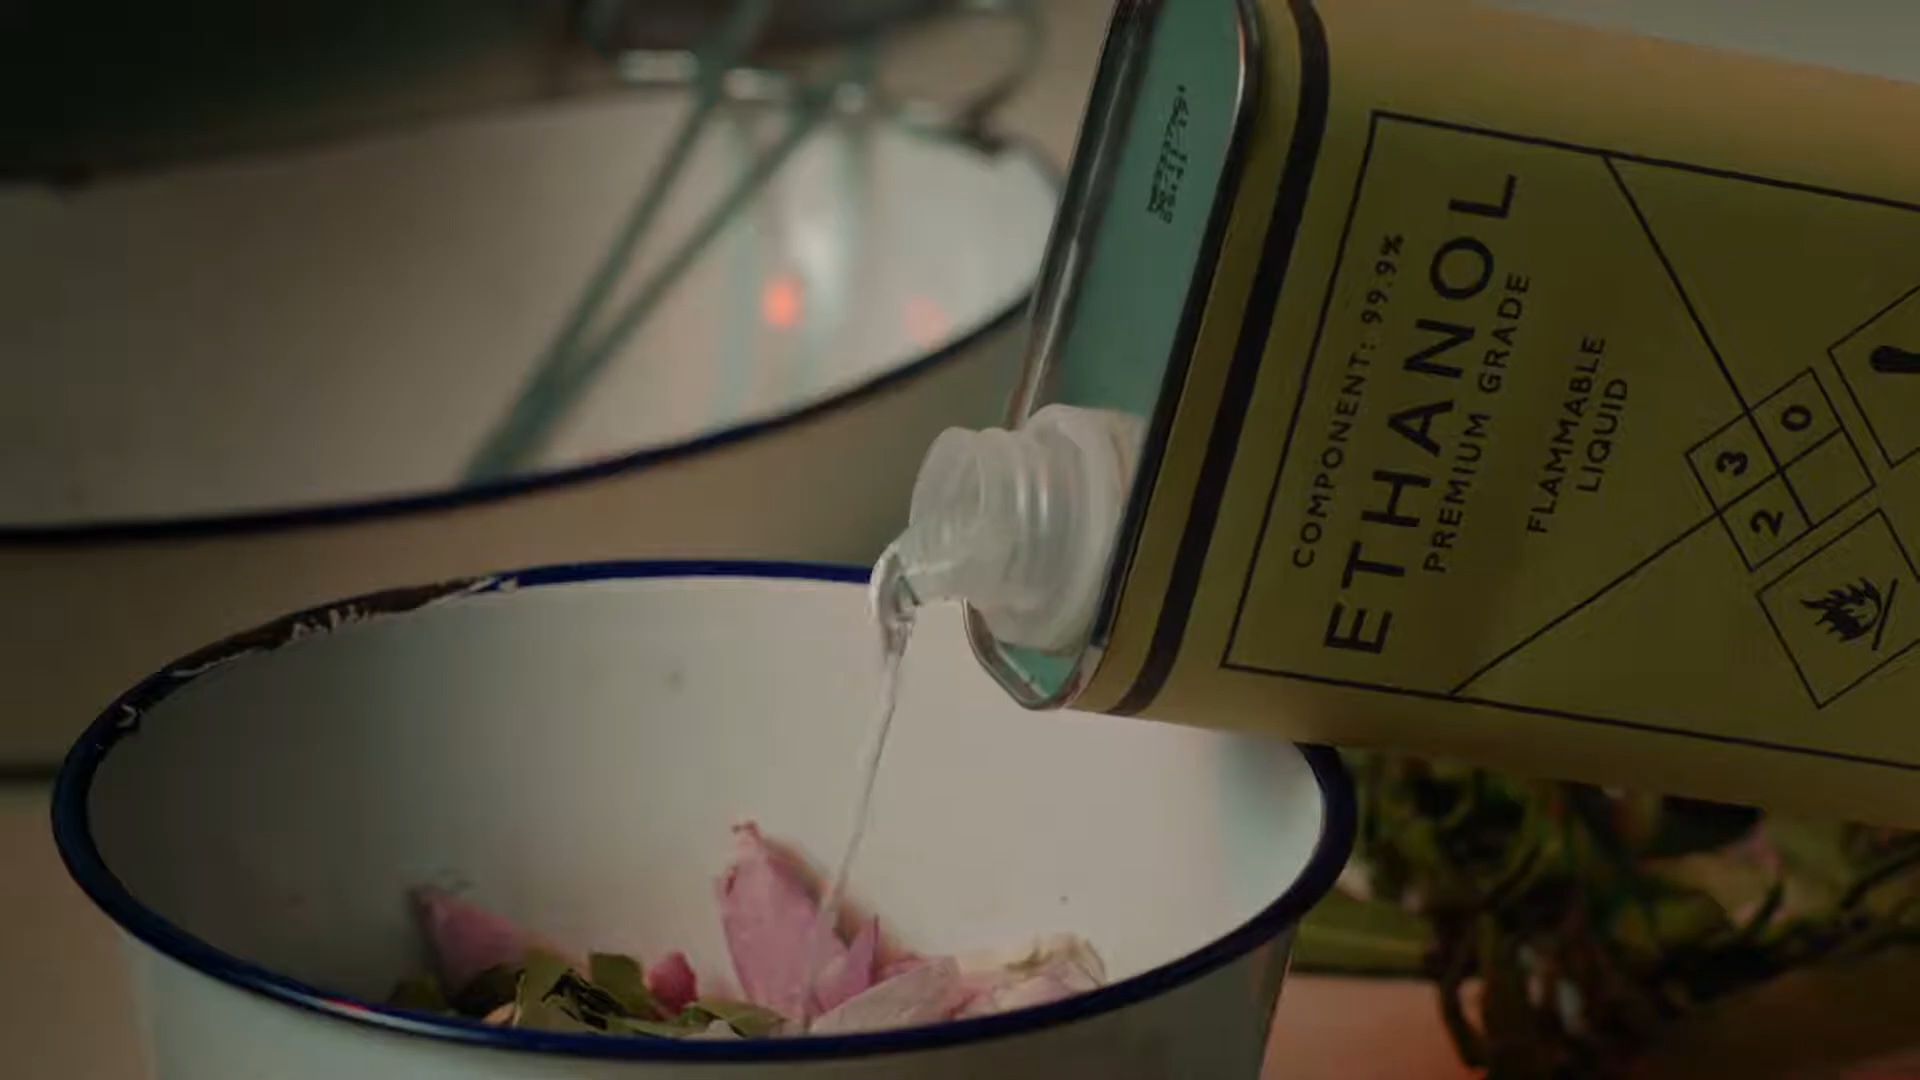 COMPONENT: 99.9%
ETHANOL
PREMIUM GRADE
FLAMMABLE
LIQUID
3
0
2